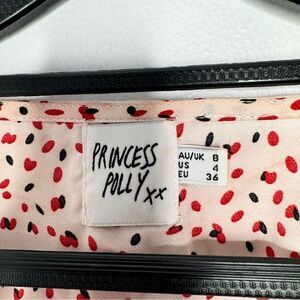 PRINCESS
POLLY xx
AU/UK 8
US 4
EU 36